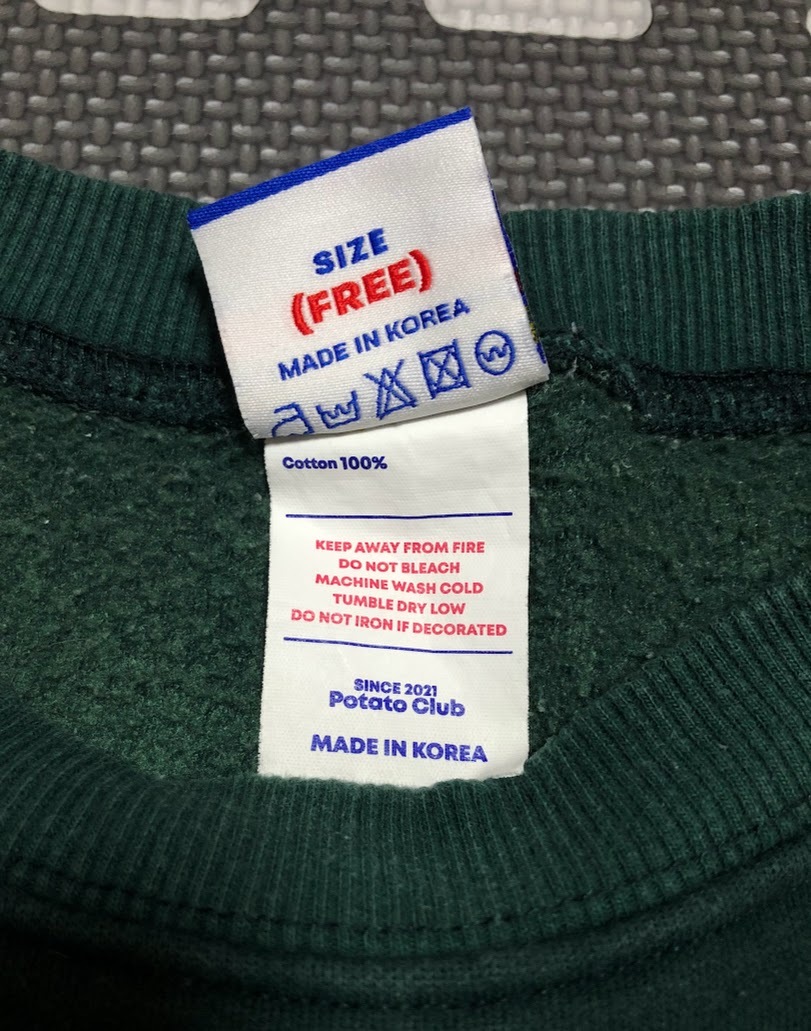 SIZE
(FREE)
MADE IN KOREA
W
Cotton 100%
KEEP AWAY FROM FIRE
DO NOT BLEACH
MACHINE WASH COLD
TUMBLE DRY LOW
DO NOT IRON IF DECORATED
SINCE 2021
Potato Club
MADE IN KOREA